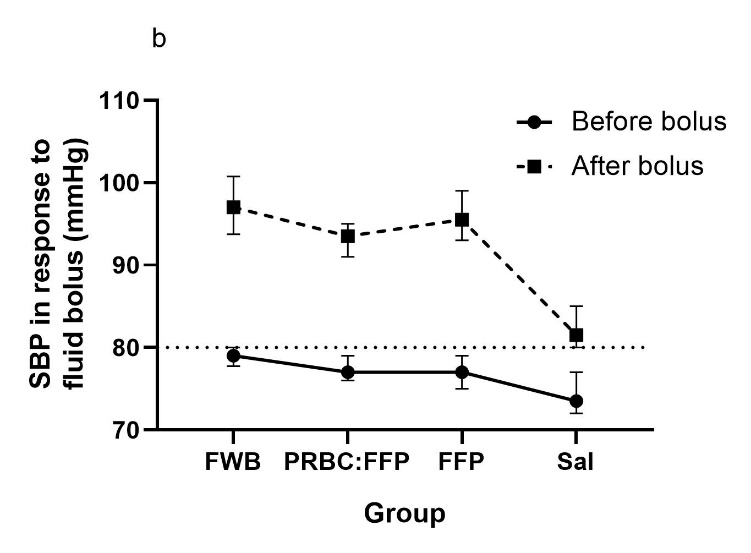 b
110
100
90
80
70
SBP in response to
fluid bolus (mmHg)
Before bolus
After bolus
FWB PRBC:FFP FFP Sal
Group